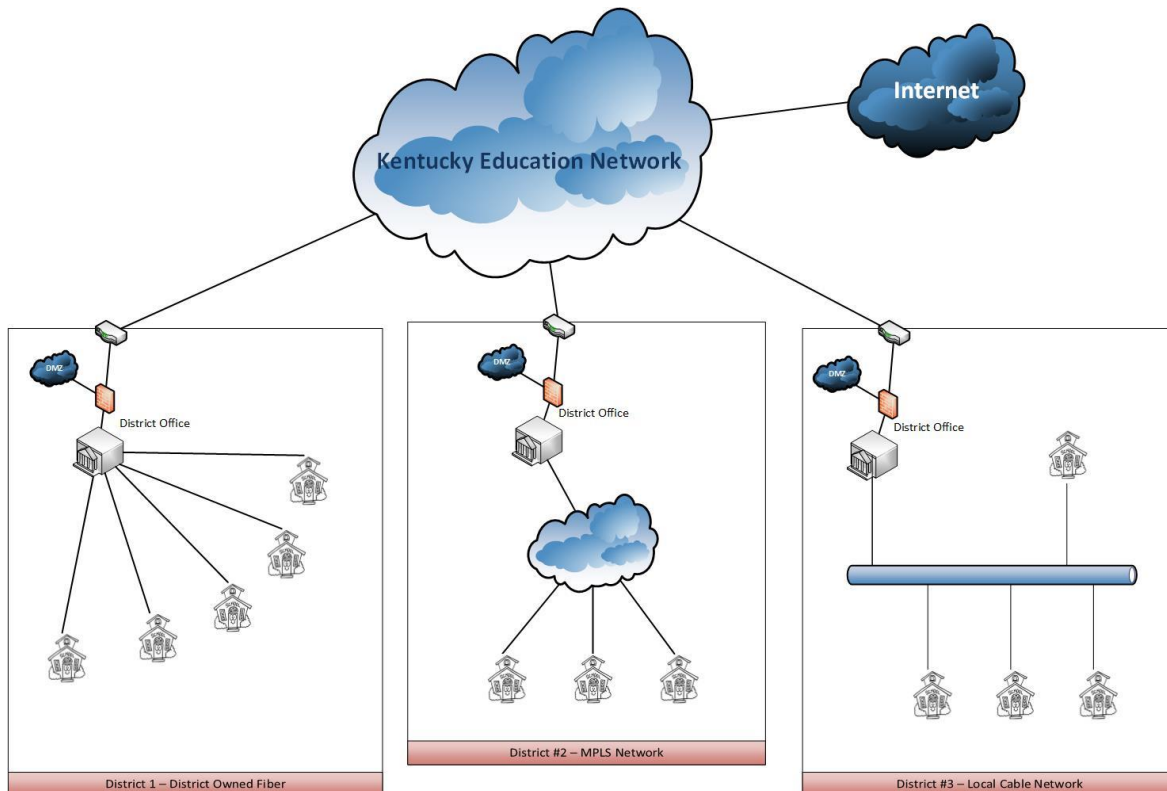 Internet
Kentucky Education Network
DMZ
District Office
DMZ
District Office
DMZ
District Office
District 1 – District Owned Fiber
District #2 – MPLS Network
District #3 – Local Cable Network